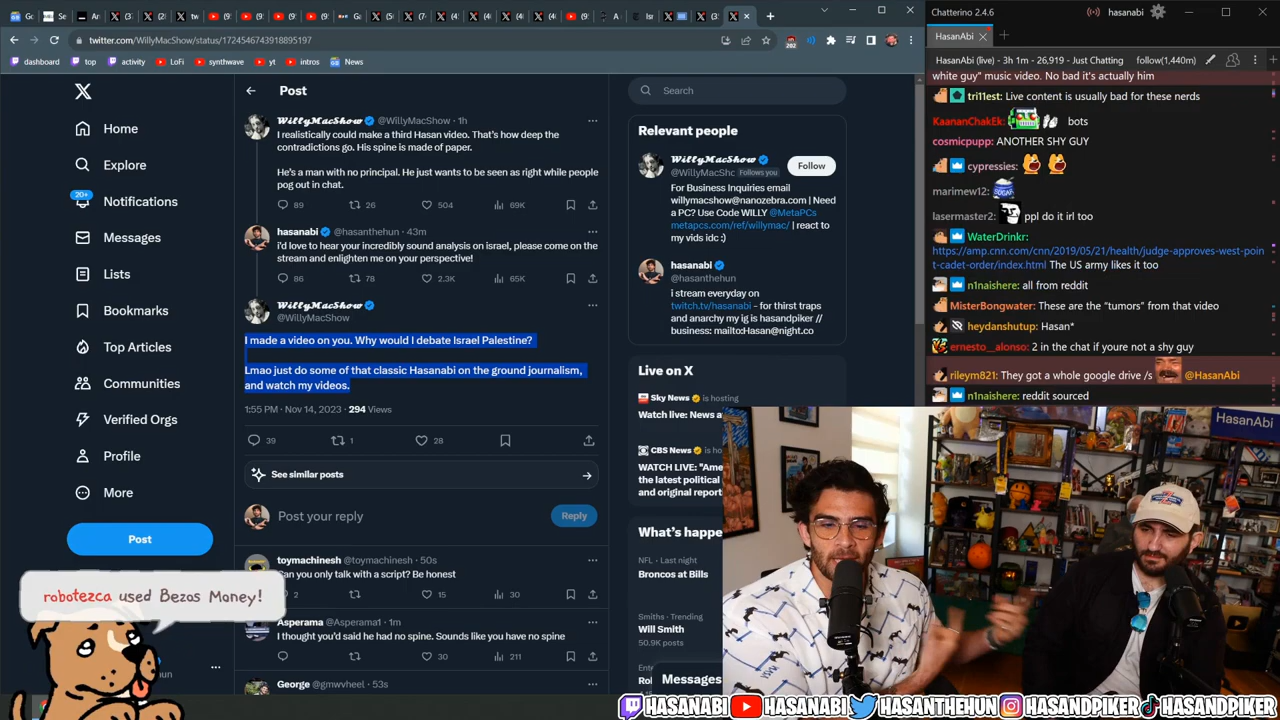 Chatterino 2.4.6
hasanabi
twitter.com/WillyMacShow/status/1724546743918895197
202
dashboard
top
activity
LoFi
synthwave
yt
intros
News
HasanAbi
HasanAbi (live) - 3h 1m - 26,919 - Just Chatting
follow(1,440m)
Home
Explore
20+
Notifications
Messages
Lists
Bookmarks
Top Articles
Communities
Verified Orgs
Profile
More
Post
Post
WillyMacShow @WillyMacShow · 1h
I realistically could make a third Hasan video. That's how deep the
contradictions go. His spine is made of paper.
He's a man with no principal. He just wants to be seen as right while people
pog out in chat.
89
26
504
69K
hasanabi @hasanthehun · 43m
i'd love to hear your incredibly sound analysis on israel, please come on the
stream and enlighten me on your perspective!
86
78
2.3K
65K
WillyMacShow
@WillyMacShow
I made a video on you. Why would I debate Israel Palestine?
Lmao just do some of that classic Hasanabi on the ground journalism,
and watch my videos.
1:55 PM · Nov 14, 2023 · 294 Views
39
1
28
See similar posts
Post your reply
Reply
toymachinesh @toymachinesh · 50s
Can you only talk with a script? Be honest
2
15
30
Asperama @Asperama1 · 1m
I thought you'd said he had no spine. Sounds like you have no spine
30
211
George @gmwvheel · 53s
Search
Relevant people
WillyMacShow
@WillyMacShc Follows you
Follow
For Business Inquiries email
willymacshow@nanozebra.com | Need
a PC? Use Code WILLY @MetaPCs
metapcs.com/ref/willymac/ | react to
my vids idc :)
hasanabi
@hasanthehun
i stream everyday on
twitch.tv/hasanabi - for thirst traps
and anarchy my ig is hasandpiker //
business: mailto:Hasan@night.co
Live on X
Sky News is hosting
Watch live: News a
CBS News is ho
WATCH LIVE: "Ame
the latest political
and original report
What's happe
NFL · Last night
Broncos at Bills
Smiths · Trending
Will Smith
50.9K posts
Messages
white guy" music video. No bad it's actually him
tri11est: Live content is usually bad for these nerds
KaananChakEk: bots
cosmicpupp: ANOTHER SHY GUY
cypressies:
marimew12:
lasermaster2: ppl do it irl too
WaterDrinkr:
https://amp.cnn.com/cnn/2019/05/21/health/judge-approves-west-poin
t-cadet-order/index.html The US army likes it too
n1naishere: all from reddit
MisterBongwater: These are the "tumors" from that video
heydanshutup: Hasan*
ernesto__alonso: 2 in the chat if youre not a shy guy
rileym821: They got a whole google drive /s @HasanAbi
n1naishere: reddit sourced
HasanAbi
robotezca used Bezos Money!
HASANABI
HASANABI
HASANTHEHUN
HASANDPIKER
HASANDPIKER